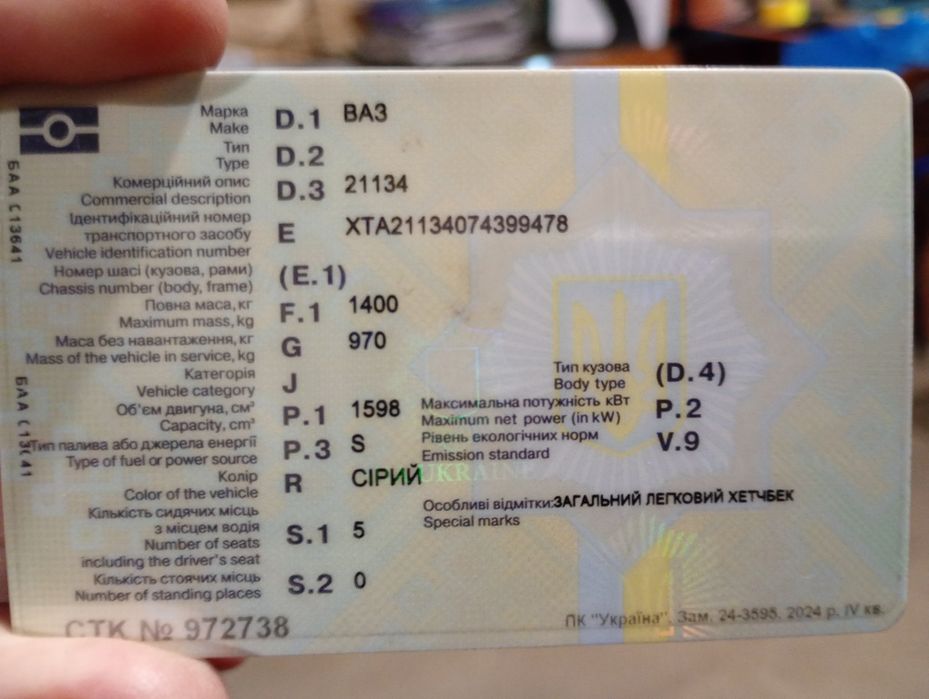 Марка
Make
D.1 ВАЗ
Тип
Type
D.2
Комерційний опис
Commercial description
D.3 21134
Ідентифікаційний номер
транспортного засобу
Vehicle identification number
E XTA21134074399478
Номер шасі (кузова, рами)
Chassis number (body, frame)
(E.1)
Повна маса, кг
Maximum mass, kg
F.1 1400
Маса без навантаження, кг
Mass of the vehicle in service, kg
G 970
Категорія
Vehicle category
J
Тип кузова
Body type
(D.4)
Об'єм двигуна, см³
Capacity, cm³
P.1 1598
Максимальна потужність кВт
Maximum net power (in kW)
P.2
Тип палива або джерела енергії
Type of fuel or power source
P.3 S
Рівень екологічних норм
Emission standard
V.9
Колір
Color of the vehicle
R СІРИЙ
UKRAINE
Кількість сидячих місць
з місцем водія
Number of seats
including the driver's seat
S.1 5
Особливі відмітки: ЗАГАЛЬНИЙ ЛЕГКОВИЙ ХЕТЧБЕК
Special marks
Кількість стоячих місць
Number of standing places
S.2 0
СТК № 972738
ПК "Україна". Зам. 24-3595. 2024 р. IV кв.